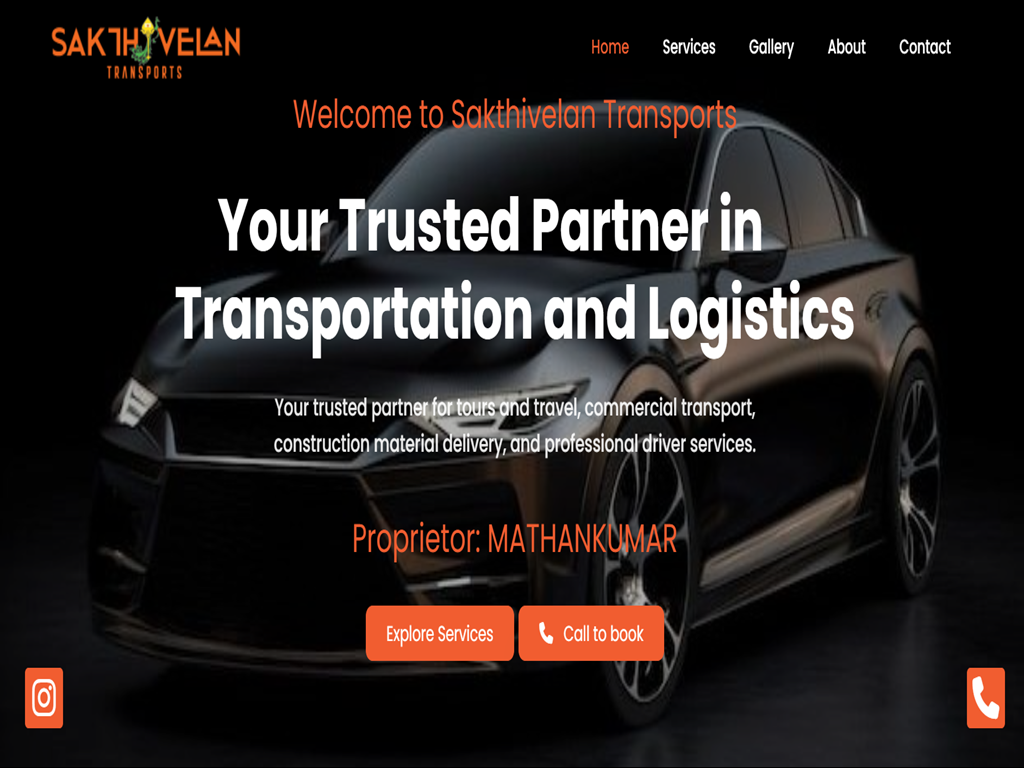 SAKTHIVELAN
TRANSPORTS
Home Services Gallery About Contact
Welcome to Sakthivelan Transports
Your Trusted Partner in
Transportation and Logistics
Your trusted partner for tours and travel, commercial transport,
construction material delivery, and professional driver services.
Proprietor: MATHANKUMAR
Explore Services Call to book